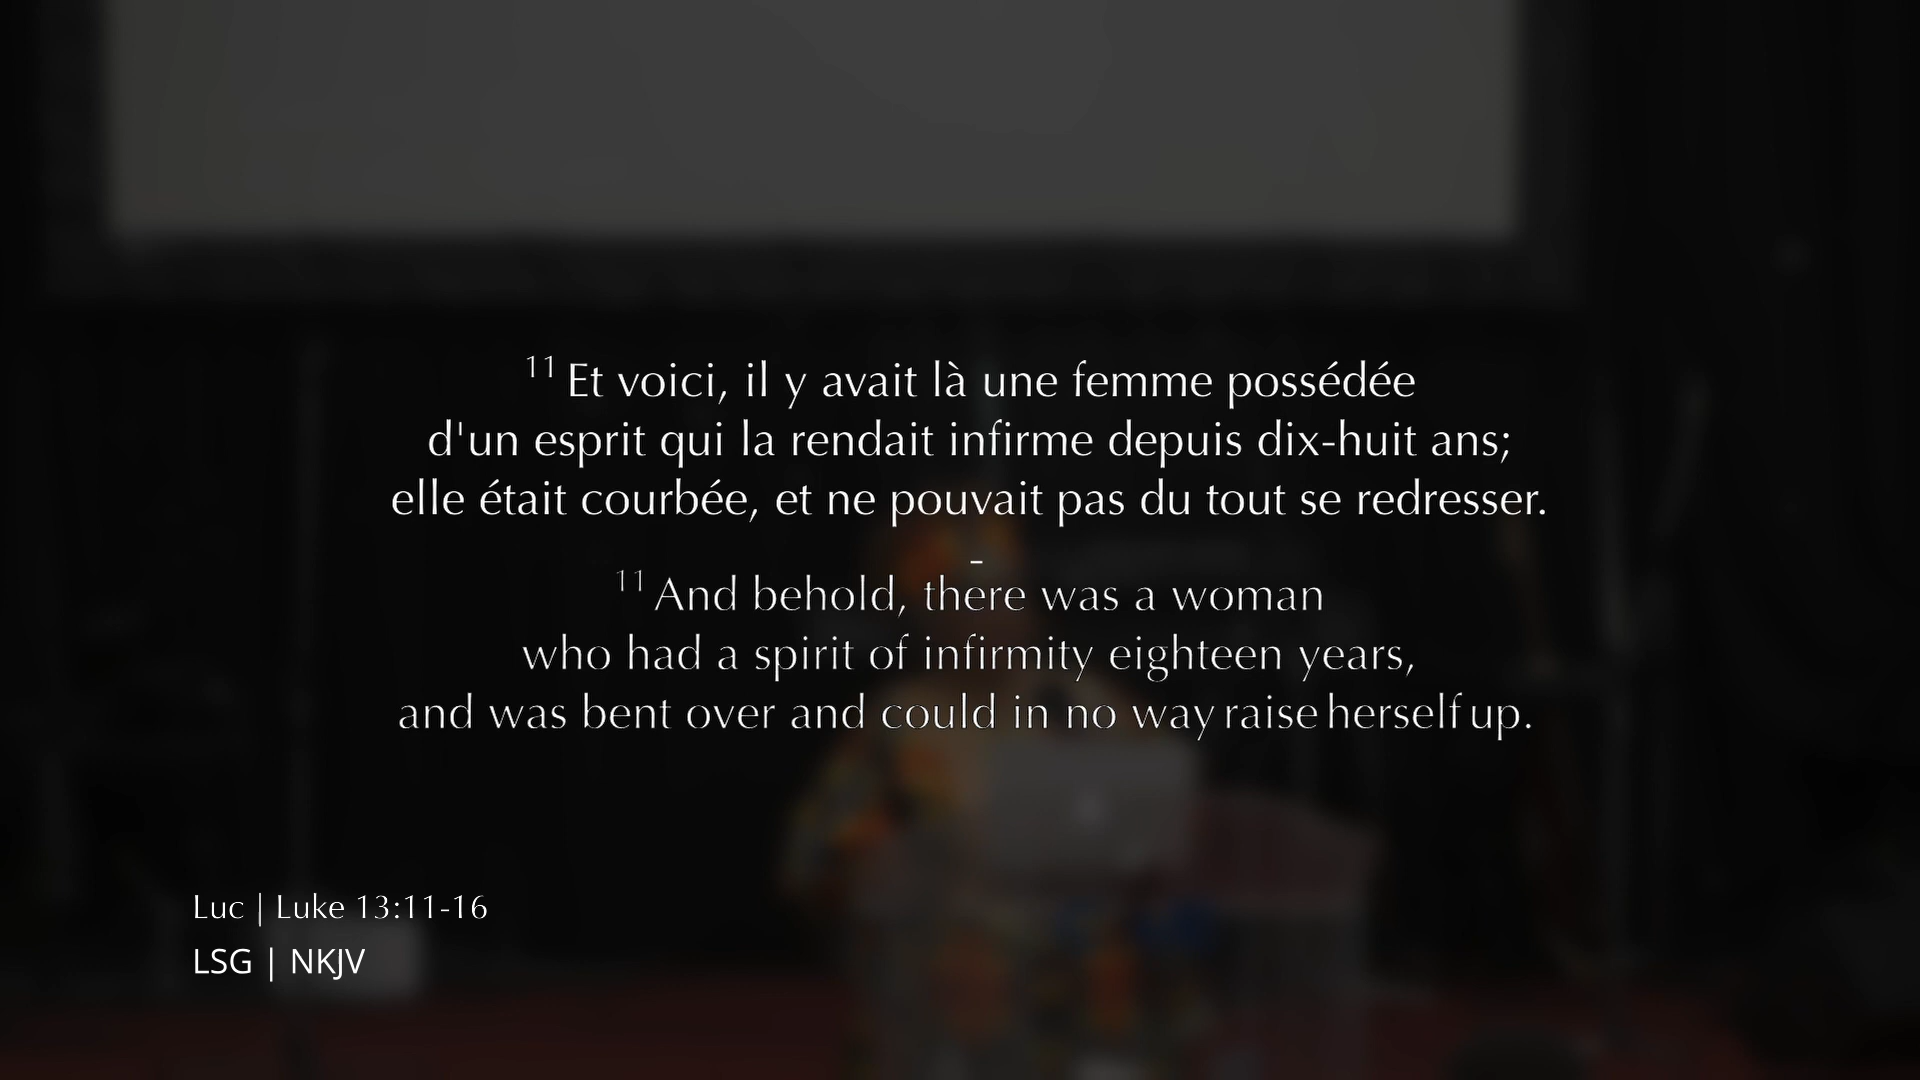 11 Et voici, il y avait là une femme possédée
d'un esprit qui la rendait infirme depuis dix-huit ans;
elle était courbée, et ne pouvait pas du tout se redresser.
-
11 And behold, there was a woman
who had a spirit of infirmity eighteen years,
and was bent over and could in no way raise herself up.
Luc | Luke 13:11-16
LSG | NKJV